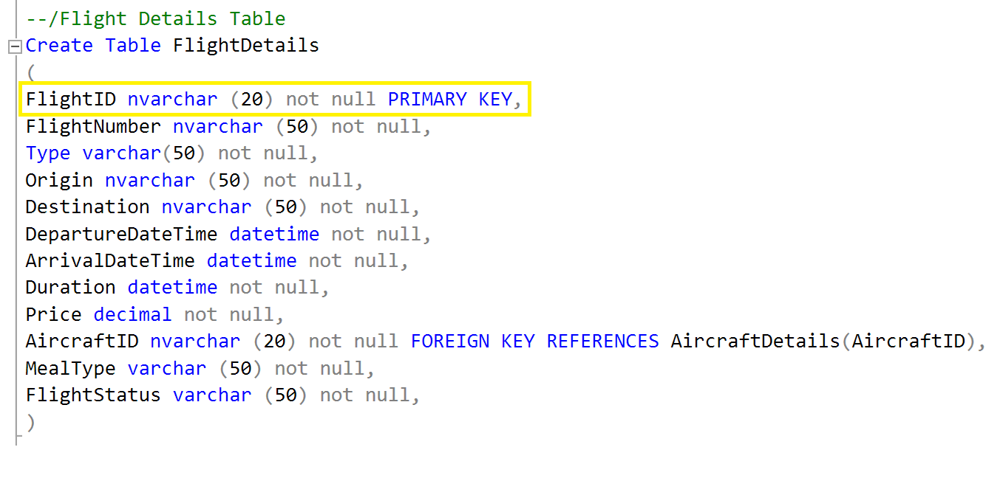 --/Flight Details Table
Create Table FlightDetails
(
FlightID nvarchar (20) not null PRIMARY KEY,
FlightNumber nvarchar (50) not null,
Type varchar(50) not null,
Origin nvarchar (50) not null,
Destination nvarchar (50) not null,
DepartureDateTime datetime not null,
ArrivalDateTime datetime not null,
Duration datetime not null,
Price decimal not null,
AircraftID nvarchar (20) not null FOREIGN KEY REFERENCES AircraftDetails(AircraftID),
MealType varchar (50) not null,
FlightStatus varchar (50) not null,
)